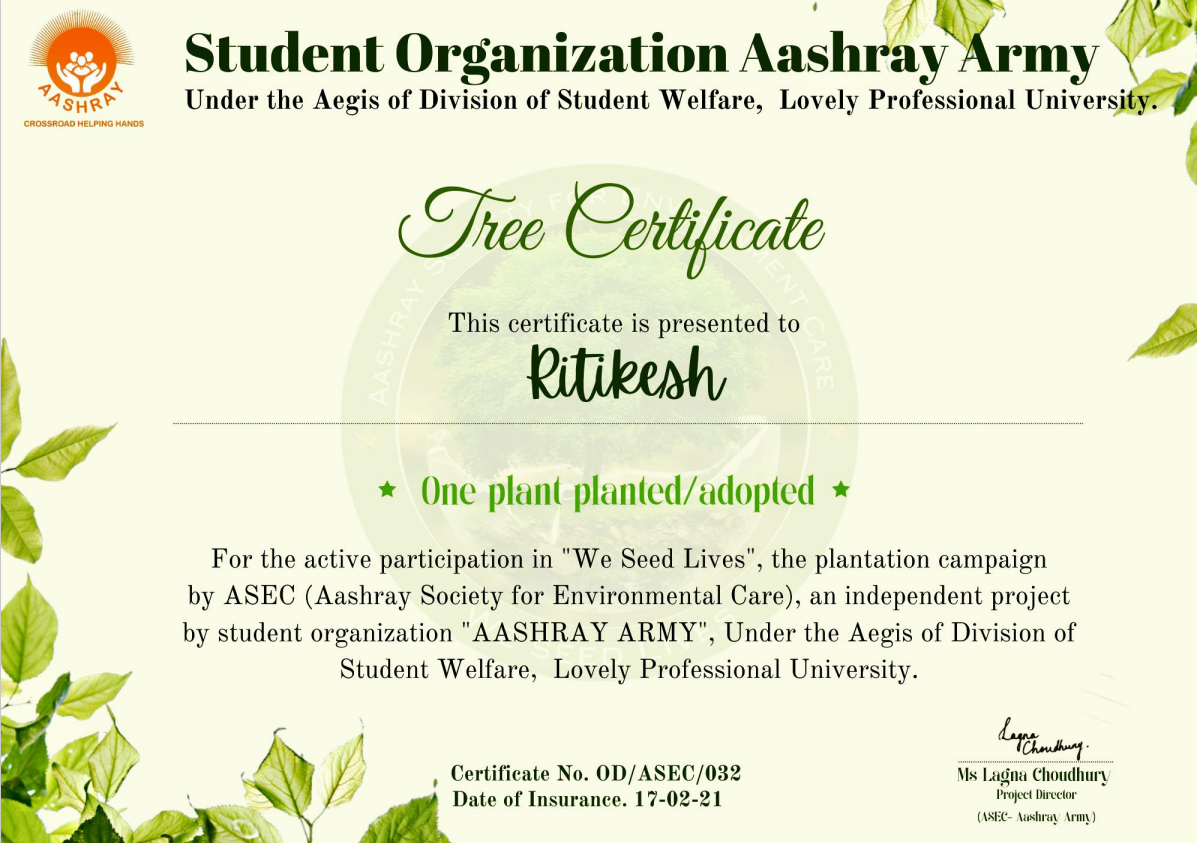 AASHRAY
CROSSROAD HELPING HANDS
Student Organization Aashray Army
Under the Aegis of Division of Student Welfare, Lovely Professional University.
AASHRAY SOCIETY FOR ENVIRONMENT CARE
Tree Certificate
This certificate is presented to
Ritikesh
One plant planted/adopted
For the active participation in "We Seed Lives", the plantation campaign
by ASEC (Aashray Society for Environmental Care), an independent project
by student organization "AASHRAY ARMY", Under the Aegis of Division of
Student Welfare, Lovely Professional University.
WE SEED LIVES
Certificate No. OD/ASEC/032
Date of Insurance. 17-02-21
Lagna
Choudhury.
Ms Lagna Choudhury
Project Director
(ASEC- Aashray Army)